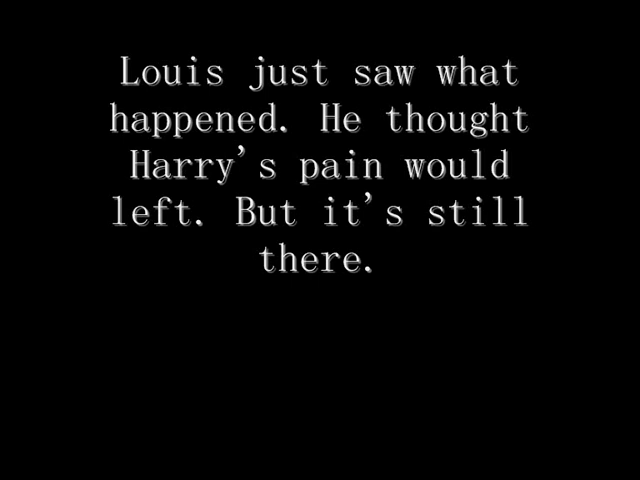 Louis just saw what
happened. He thought
Harry's pain would
left. But it's still
there.